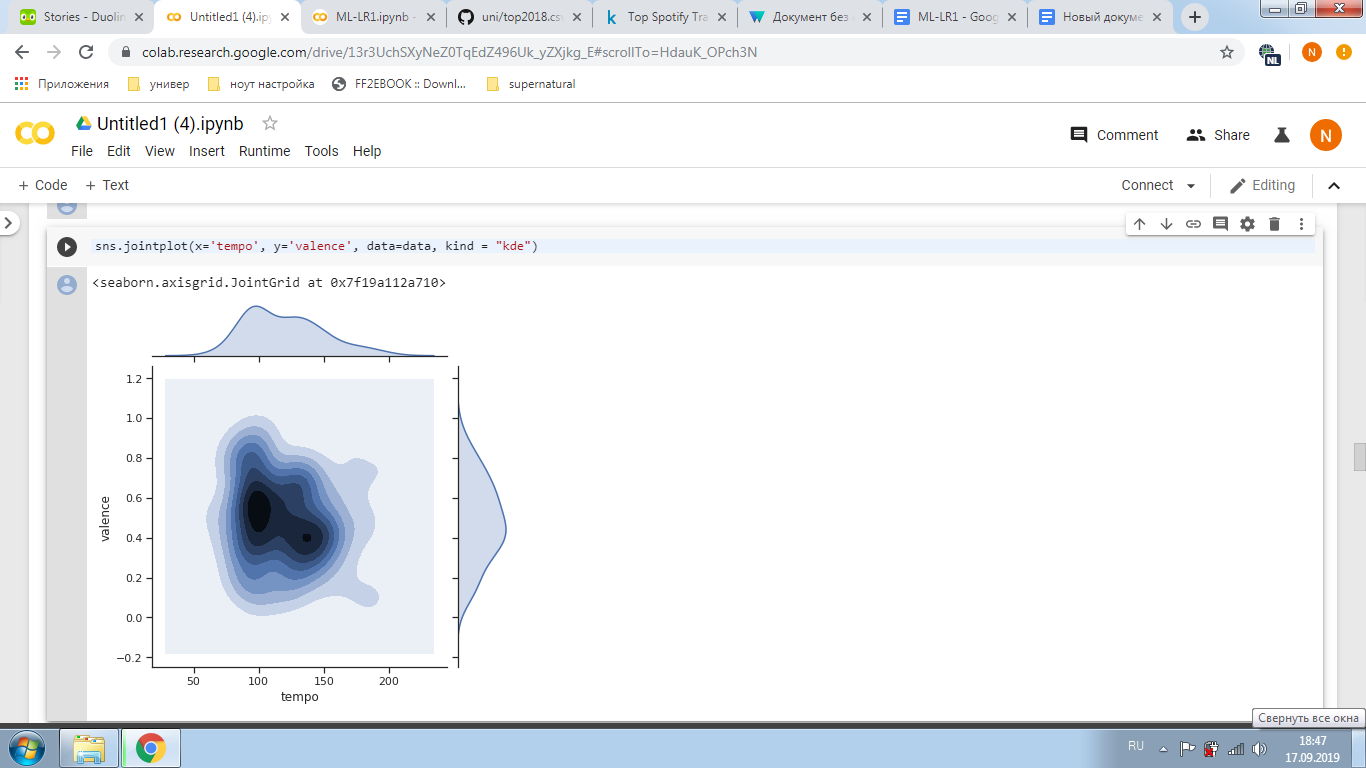 Stories - Duolin
Untitled1 (4).ipy
ML-LR1.ipynb -
uni/top2018.csv
Top Spotify Tra
Документ без
ML-LR1 - Goog
Новый докуме
colab.research.google.com/drive/13r3UchSXyNeZ0TqEdZ496Uk_yZXjkg_E#scrollTo=HdauK_OPch3N
NL
N
Приложения
универ
ноут настройка
FF2EBOOK :: Downl...
supernatural
Untitled1 (4).ipynb
File Edit View Insert Runtime Tools Help
Comment
Share
N
+ Code + Text
Connect
Editing
sns.jointplot(x='tempo', y='valence', data=data, kind = "kde")
<seaborn.axisgrid.JointGrid at 0x7f19a112a710>
1.2
1.0
0.8
0.6
0.4
0.2
0.0
−0.2
valence
50 100 150 200
tempo
Свернуть все окна
RU
18:47
17.09.2019